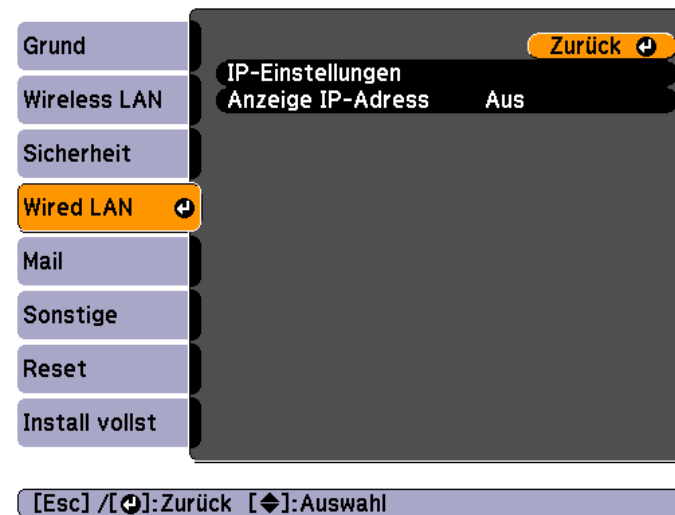 Grund
Wireless LAN
Sicherheit
Wired LAN
Mail
Sonstige
Reset
Install vollst
Zurück
IP-Einstellungen
Anzeige IP-Adress Aus
[Esc] /[ ]:Zurück [ ]:Auswahl